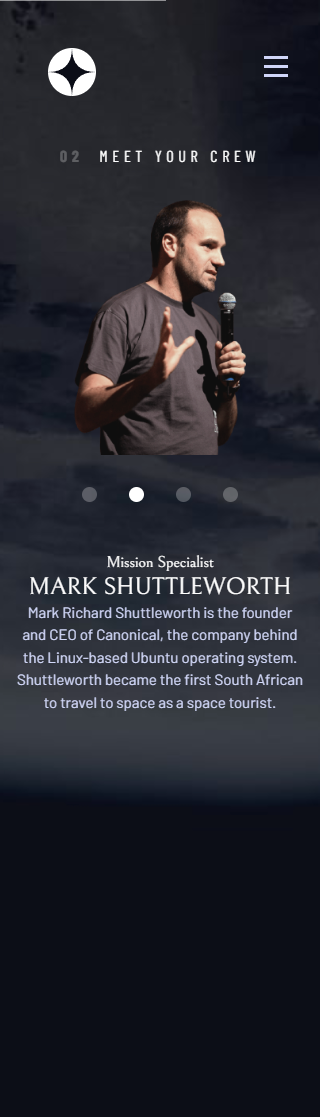 02 MEET YOUR CREW
Mission Specialist
MARK SHUTTLEWORTH
Mark Richard Shuttleworth is the founder
and CEO of Canonical, the company behind
the Linux-based Ubuntu operating system.
Shuttleworth became the first South African
to travel to space as a space tourist.